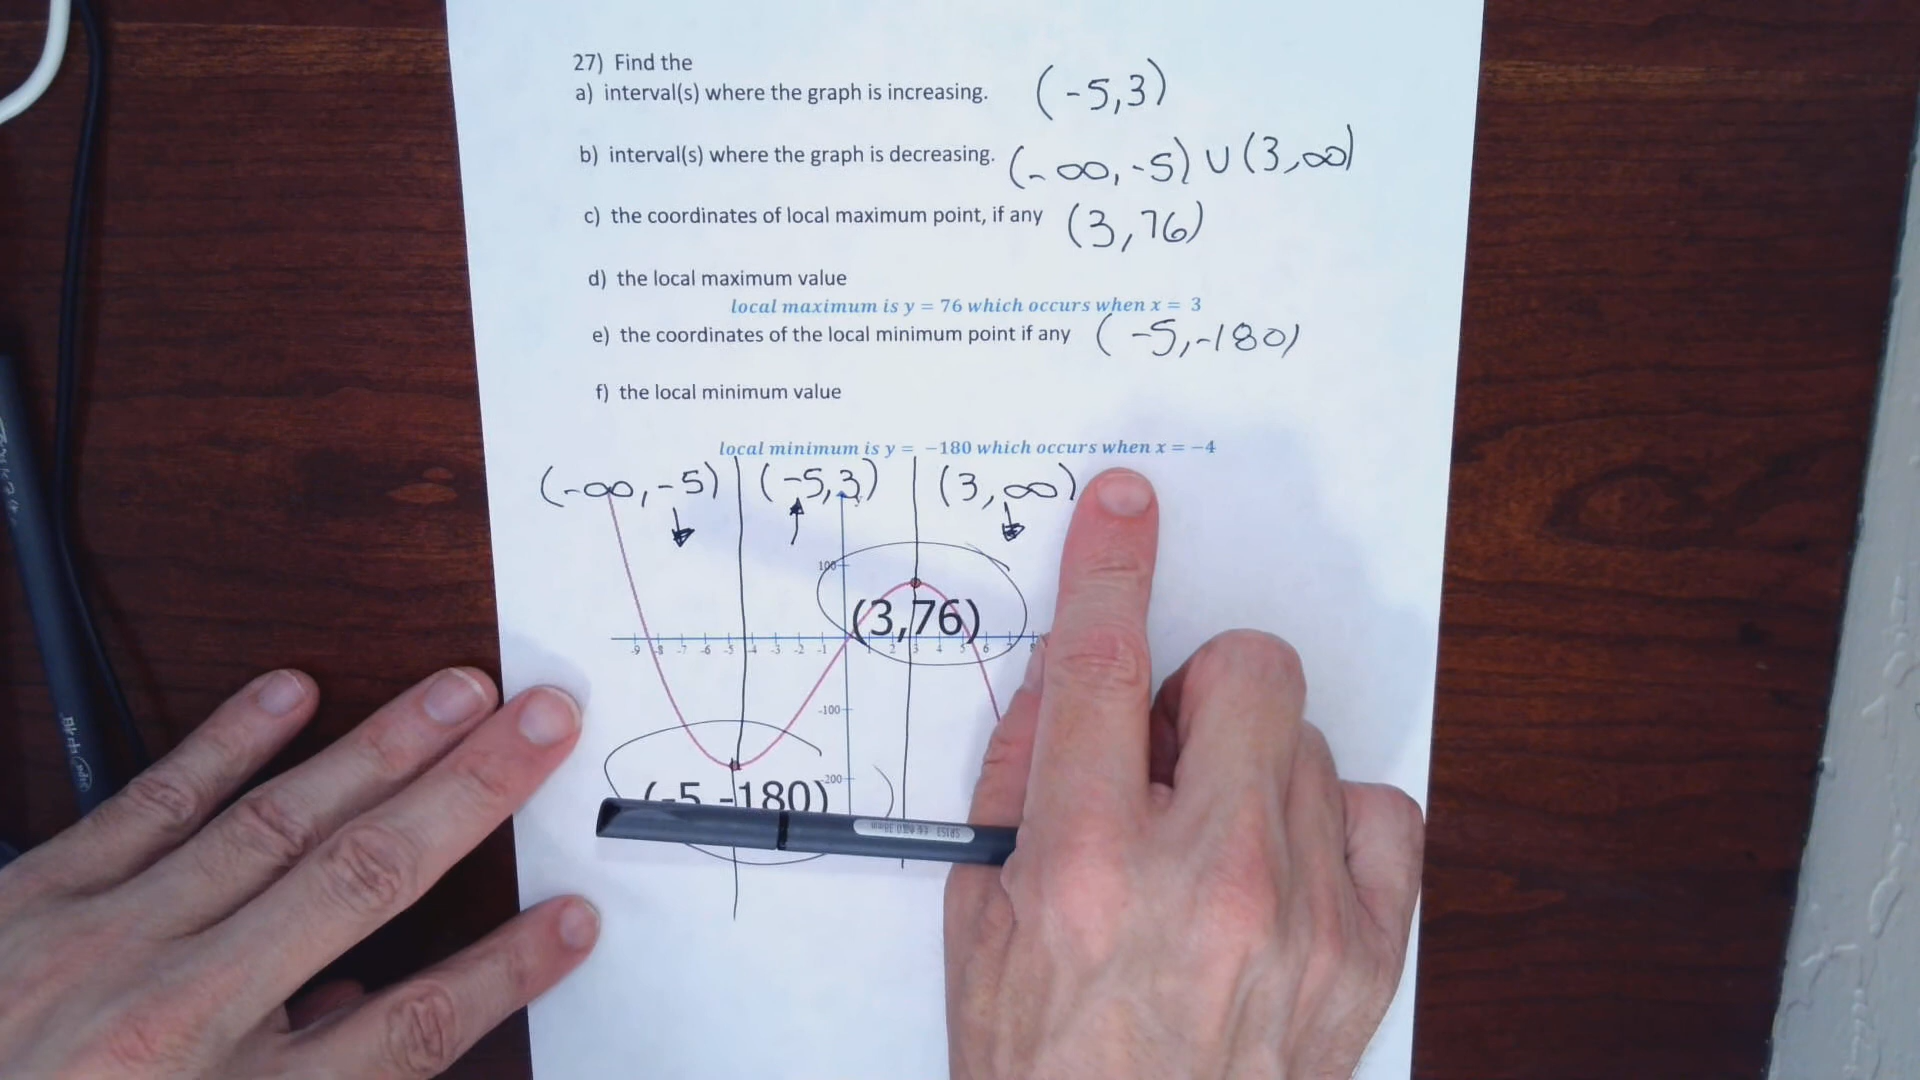 27) Find the
a) interval(s) where the graph is increasing. (-5,3)
b) interval(s) where the graph is decreasing. (-∞,-5) ∪ (3,∞)
c) the coordinates of local maximum point, if any (3,76)
d) the local maximum value
local maximum is y = 76 which occurs when x = 3
e) the coordinates of the local minimum point if any (-5,-180)
f) the local minimum value
local minimum is y = −180 which occurs when x = −4
(-∞,-5) (-5,3) (3,∞)
100
(3,76)
-9 -8 -7 -6 -5 -4 -3 -2 -1 2 3 4 5 6 7 8
-100
-200
(-5,-180)